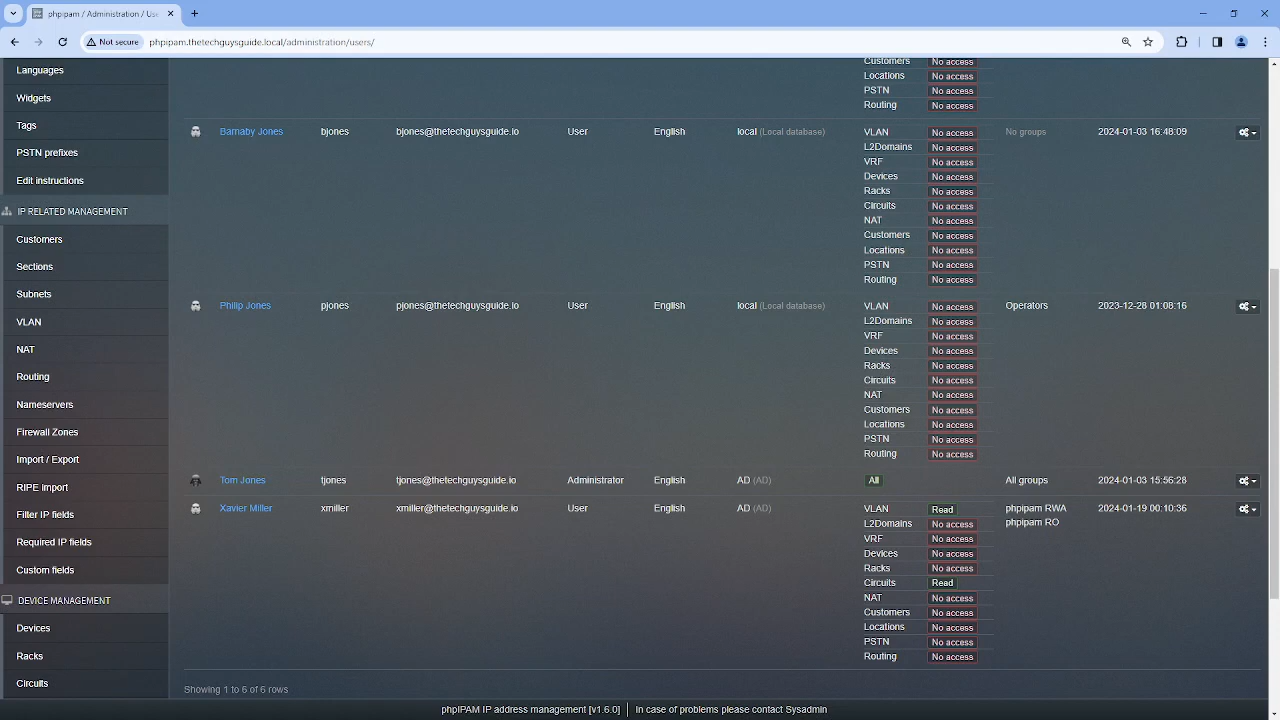 phpipam / Administration / Use
Not secure
phpipam.thetechguysguide.local/administration/users/
Languages
Widgets
Tags
PSTN prefixes
Edit instructions
IP RELATED MANAGEMENT
Customers
Sections
Subnets
VLAN
NAT
Routing
Nameservers
Firewall Zones
Import / Export
RIPE import
Filter IP fields
Required IP fields
Custom fields
DEVICE MANAGEMENT
Devices
Racks
Circuits
Customers No access
Locations No access
PSTN No access
Routing No access
Barnaby Jones bjones bjones@thetechguysguide.io User English local (Local database) VLAN No access No groups 2024-01-03 16:48:09
L2Domains No access
VRF No access
Devices No access
Racks No access
Circuits No access
NAT No access
Customers No access
Locations No access
PSTN No access
Routing No access
Philip Jones pjones pjones@thetechguysguide.io User English local (Local database) VLAN No access Operators 2023-12-28 01:08:16
L2Domains No access
VRF No access
Devices No access
Racks No access
Circuits No access
NAT No access
Customers No access
Locations No access
PSTN No access
Routing No access
Tom Jones tjones tjones@thetechguysguide.io Administrator English AD (AD) All All groups 2024-01-03 15:56:28
Xavier Miller xmiller xmiller@thetechguysguide.io User English AD (AD) VLAN Read phpipam RWA 2024-01-19 00:10:36
L2Domains No access phpipam RO
VRF No access
Devices No access
Racks No access
Circuits Read
NAT No access
Customers No access
Locations No access
PSTN No access
Routing No access
Showing 1 to 6 of 6 rows
phpIPAM IP address management [v1.6.0] In case of problems please contact Sysadmin